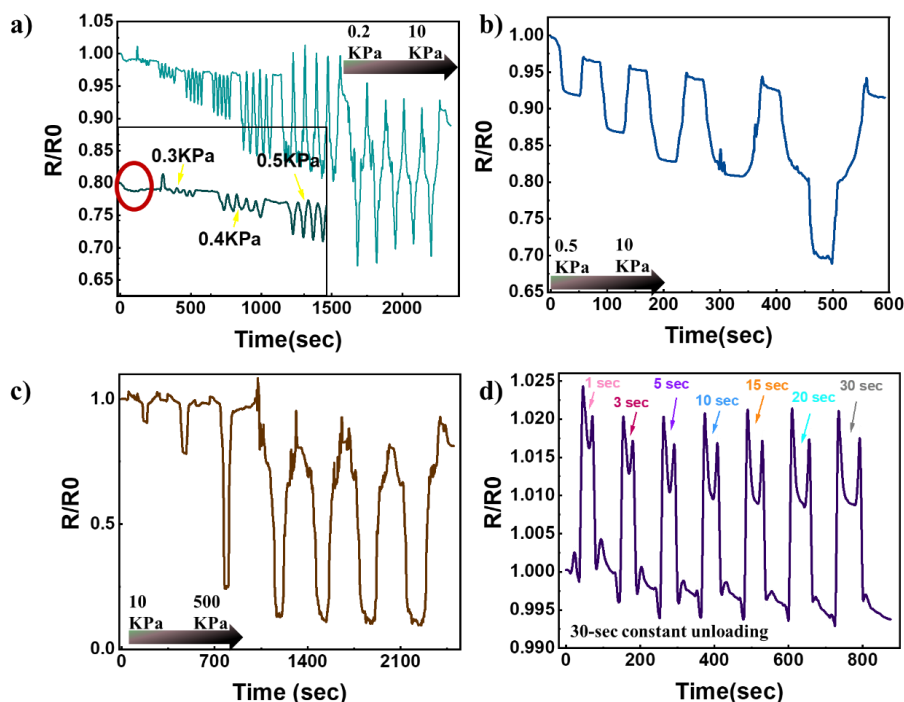 a)
0.2 10
KPa KPa
1.05
1.00
0.95
0.90
0.85
0.80
0.75
0.70
0.65
R/R0
0.3KPa
0.5KPa
0.4KPa
0 500 1000 1500 2000
Time(sec)
b)
1.00
0.95
0.90
0.85
0.80
0.75
0.70
0.65
R/R0
0.5 10
KPa KPa
0 100 200 300 400 500 600
Time(sec)
c)
1.0
0.5
0.0
R/R0
10 500
KPa KPa
0 700 1400 2100
Time (sec)
d)
1.025
1.020
1.015
1.010
1.005
1.000
0.995
0.990
R/R0
1 sec
3 sec
5 sec
10 sec
15 sec
20 sec
30 sec
30-sec constant unloading
0 200 400 600 800
Time(sec)